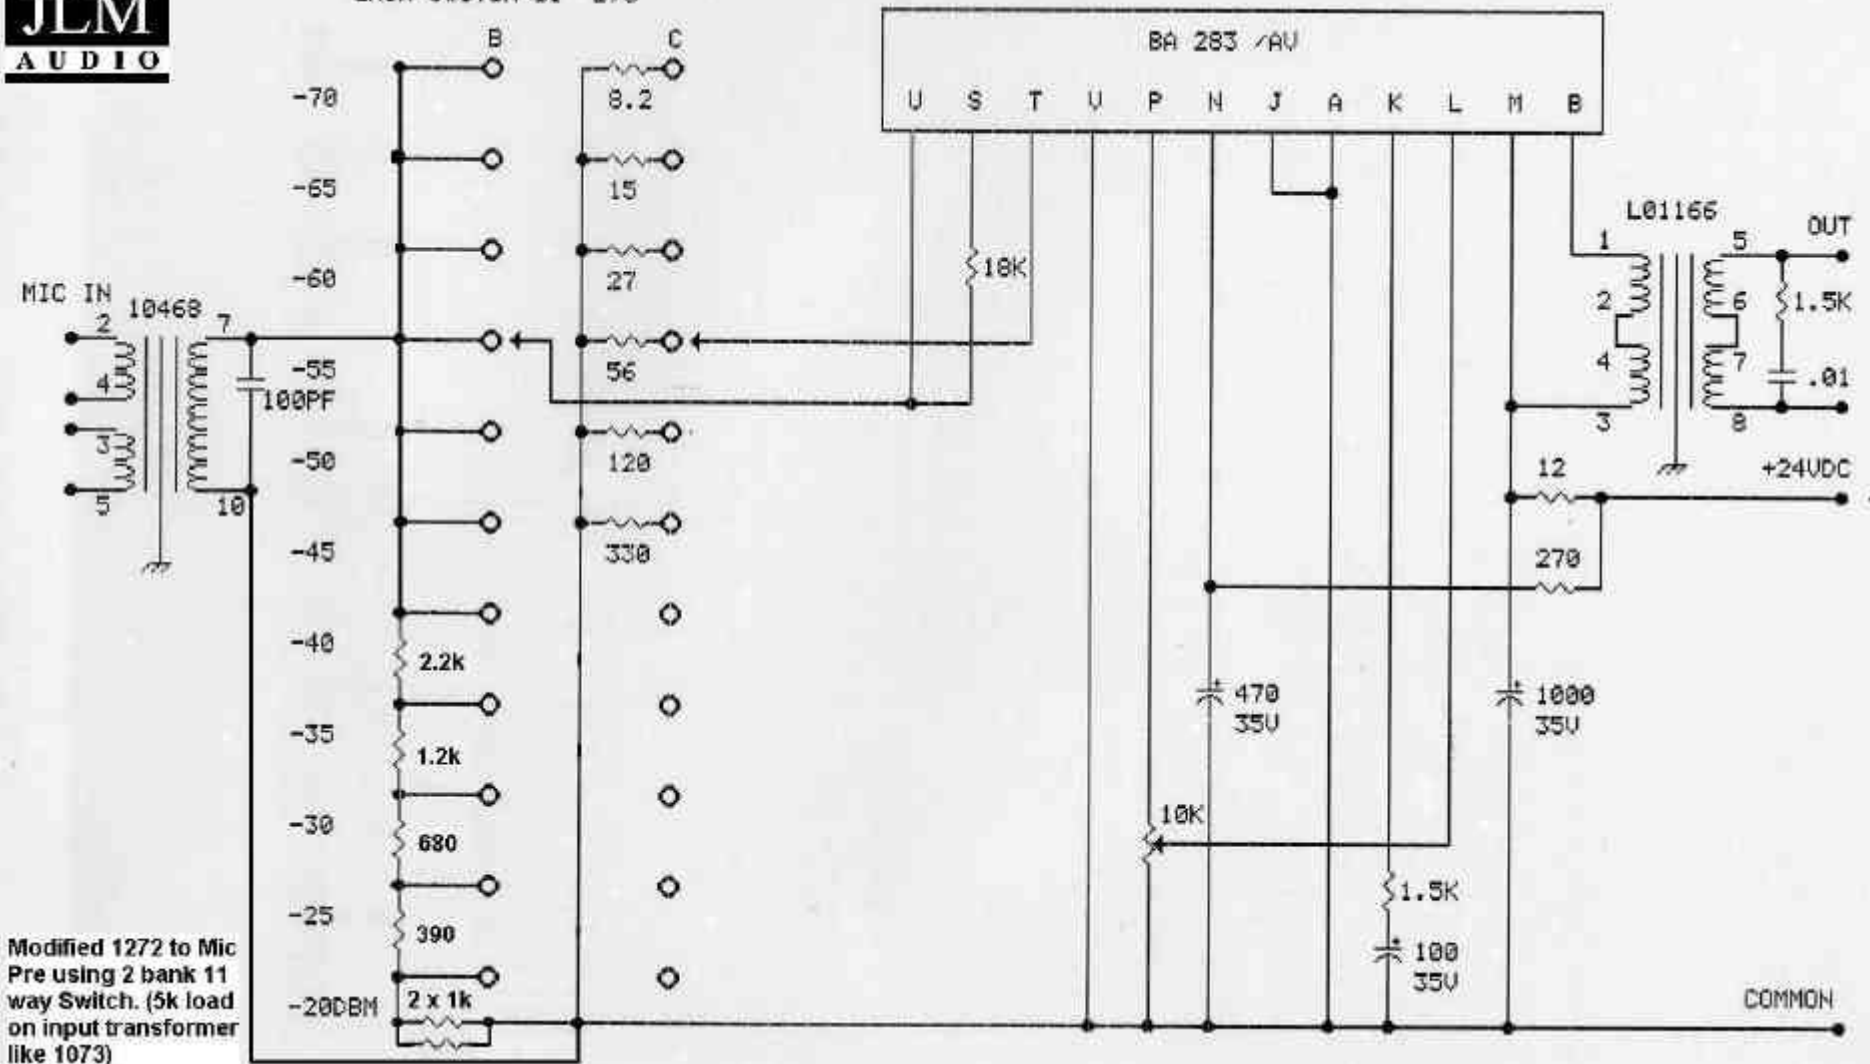 JLM
AUDIO
B C
BA 283 /AV
U S T V P N J A K L M B
-70
8.2
-65
15
-60
27
18K
L01166
OUT
1 5
2 6
1.5K
4 7
.01
3 8
MIC IN
10468
2 7
4
3
5 10
100PF
-55
56
-50
120
12
+24VDC
-45
330
270
-40
2.2k
470
35V
1000
35V
-35
1.2k
-30
680
10K
-25
390
1.5K
100
35V
-20DBM
2 x 1k
COMMON
Modified 1272 to Mic
Pre using 2 bank 11
way Switch. (5k load
on input transformer
like 1073)